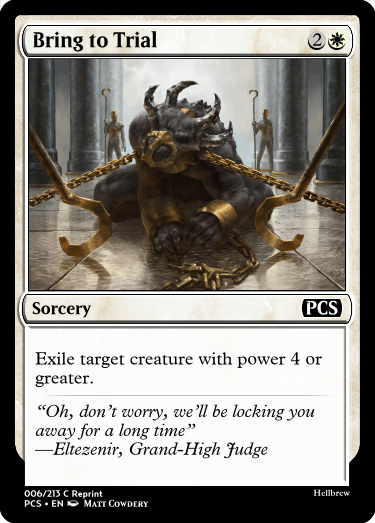 Bring to Trial 2
Sorcery PCS
Exile target creature with power 4 or
greater.
“Oh, don’t worry, we’ll be locking you
away for a long time”
—Eltezenir, Grand-High Judge
006/213 C Reprint Hellbrew
PCS • EN Matt Cowdery